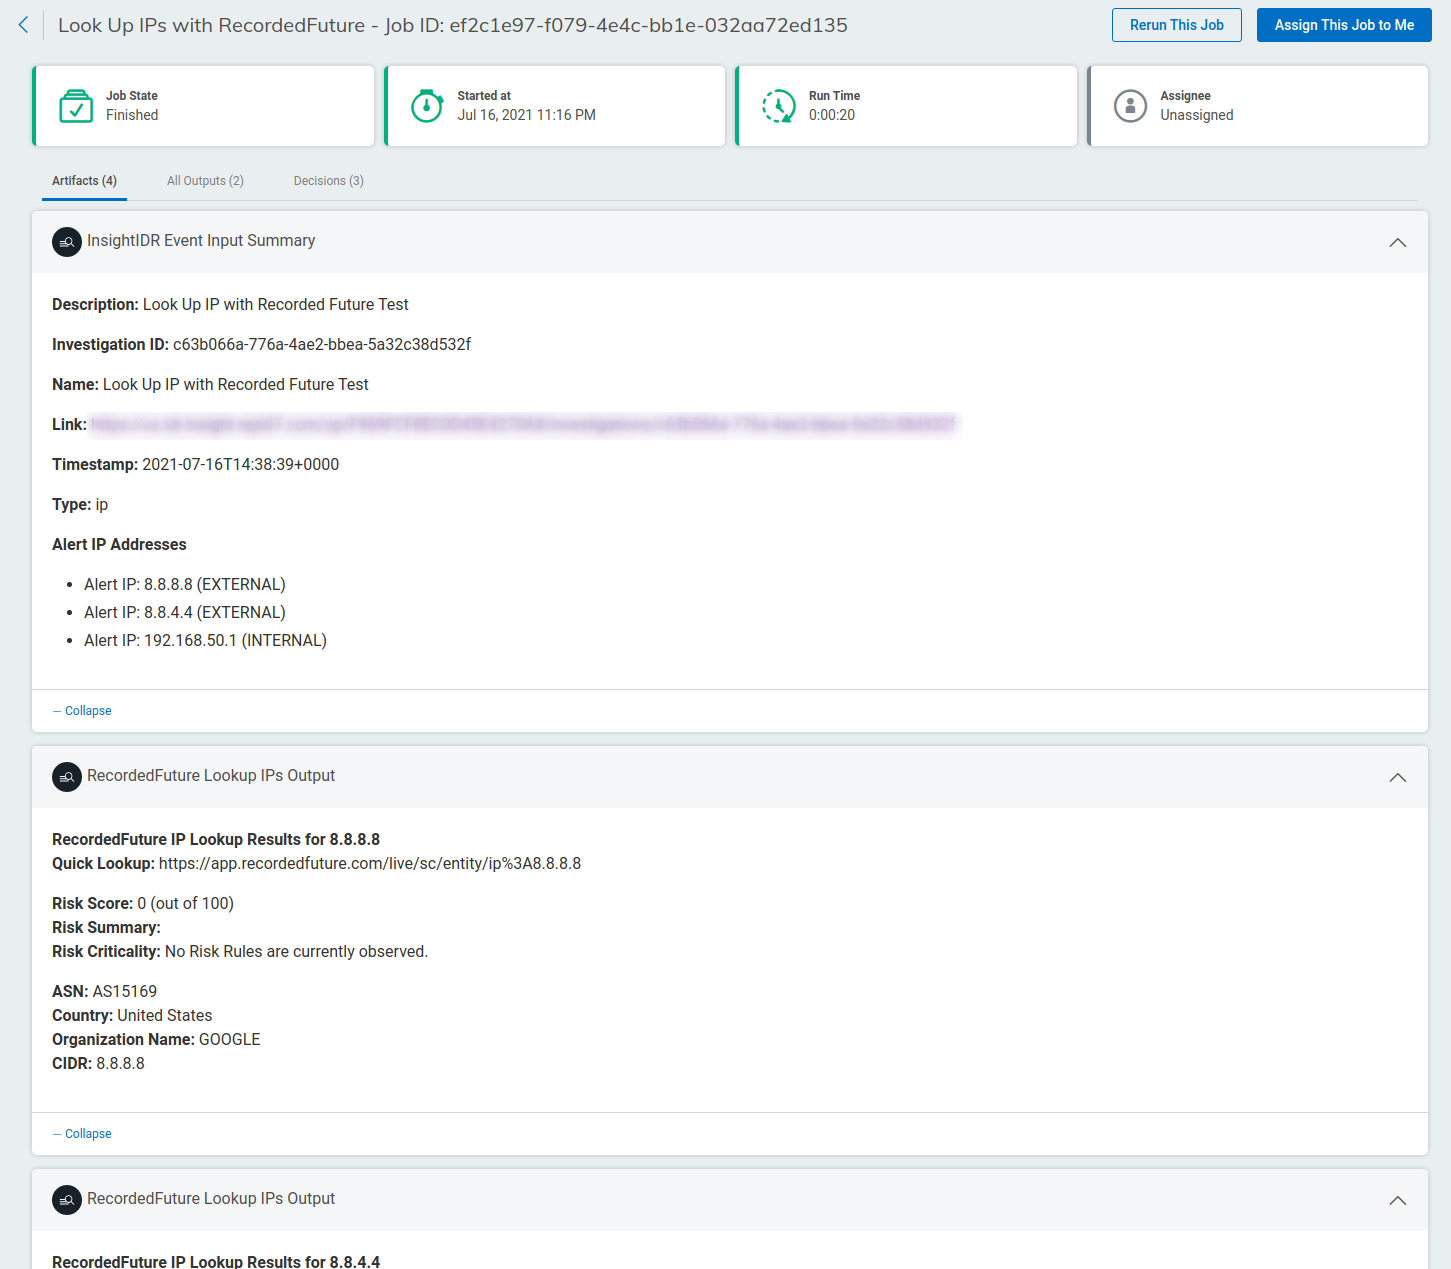 Look Up IPs with RecordedFuture - Job ID: ef2c1e97-f079-4e4c-bb1e-032aa72ed135
Rerun This Job
Assign This Job to Me
Job State
Finished
Started at
Jul 16, 2021 11:16 PM
Run Time
0:00:20
Assignee
Unassigned
Artifacts (4)
All Outputs (2)
Decisions (3)
InsightIDR Event Input Summary
Description: Look Up IP with Recorded Future Test
Investigation ID: c63b066a-776a-4ae2-bbea-5a32c38d532f
Name: Look Up IP with Recorded Future Test
Link:
Timestamp: 2021-07-16T14:38:39+0000
Type: ip
Alert IP Addresses
• Alert IP: 8.8.8.8 (EXTERNAL)
• Alert IP: 8.8.4.4 (EXTERNAL)
• Alert IP: 192.168.50.1 (INTERNAL)
— Collapse
RecordedFuture Lookup IPs Output
RecordedFuture IP Lookup Results for 8.8.8.8
Quick Lookup: https://app.recordedfuture.com/live/sc/entity/ip%3A8.8.8.8
Risk Score: 0 (out of 100)
Risk Summary:
Risk Criticality: No Risk Rules are currently observed.
ASN: AS15169
Country: United States
Organization Name: GOOGLE
CIDR: 8.8.8.8
— Collapse
RecordedFuture Lookup IPs Output
RecordedFuture IP Lookup Results for 8.8.4.4